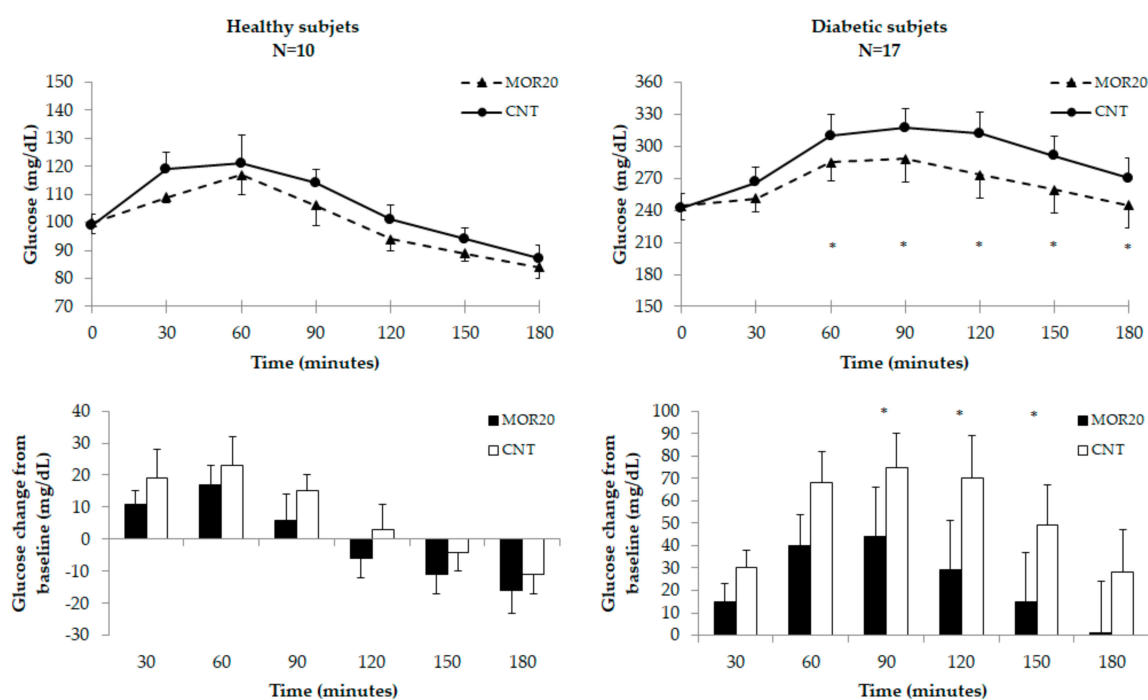 Healthy subjets
N=10
150
140
130
120
110
100
90
80
70
Glucose (mg/dL)
MOR20
CNT
0 30 60 90 120 150 180
Time (minutes)
Diabetic subjets
N=17
360
330
300
270
240
210
180
150
Glucose (mg/dL)
MOR20
CNT
* * * * *
0 30 60 90 120 150 180
Time (minutes)
40
30
20
10
0
-10
-20
-30
Glucose change from
baseline (mg/dL)
MOR20
CNT
30 60 90 120 150 180
Time (minutes)
100
90
80
70
60
50
40
30
20
10
0
Glucose change from
baseline (mg/dL)
* * *
MOR20
CNT
30 60 90 120 150 180
Time (minutes)